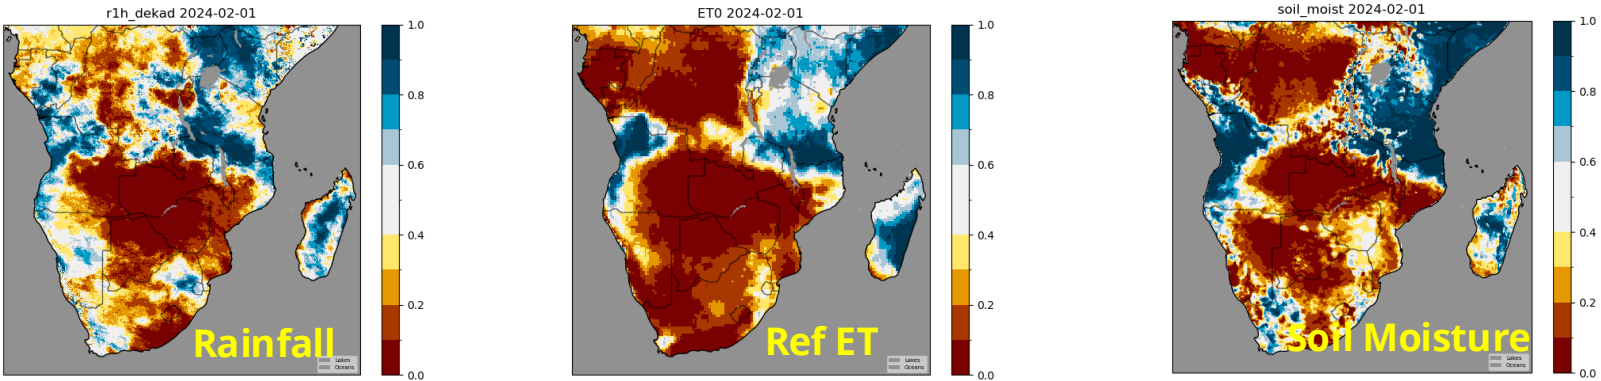 r1h_dekad 2024-02-01
1.0
0.8
0.6
0.4
0.2
0.0
Rainfall
Lakes
Oceans
ET0 2024-02-01
1.0
0.8
0.6
0.4
0.2
0.0
Ref ET
Lakes
Oceans
soil_moist 2024-02-01
1.0
0.8
0.6
0.4
0.2
0.0
Soil Moisture
Lakes
Oceans